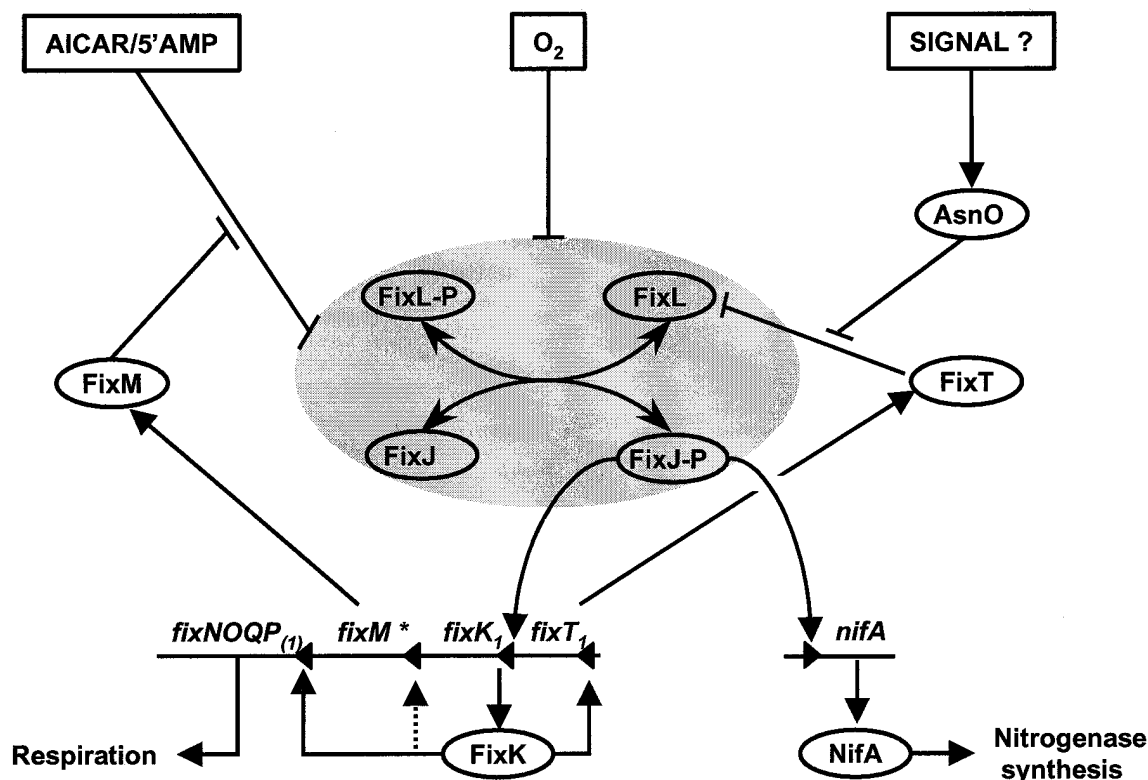 AICAR/5'AMP
O2
SIGNAL ?
AsnO
FixL-P
FixL
FixM
FixT
FixJ
FixJ-P
fixNOQP(1)
fixM *
fixK1
fixT1
nifA
Respiration
FixK
NifA
Nitrogenase
synthesis